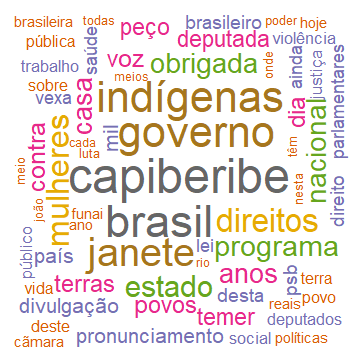 brasileira todas peço brasileiro poder hoje
pública saúde deputada violência
trabalho voz obrigada onde ainda justiça
sobre meios
vexa casa indígenas dia nacional parlamentares
contra mil governo
cada
luta têm
meio mulheres capiberibe nesta direito
joão funai brasil direitos
ano
público lei
país janete rio programa
vida terras estado anos psb terra
divulgação povos desta reais povo
deste temer deputados
cãmara pronunciamento social políticas